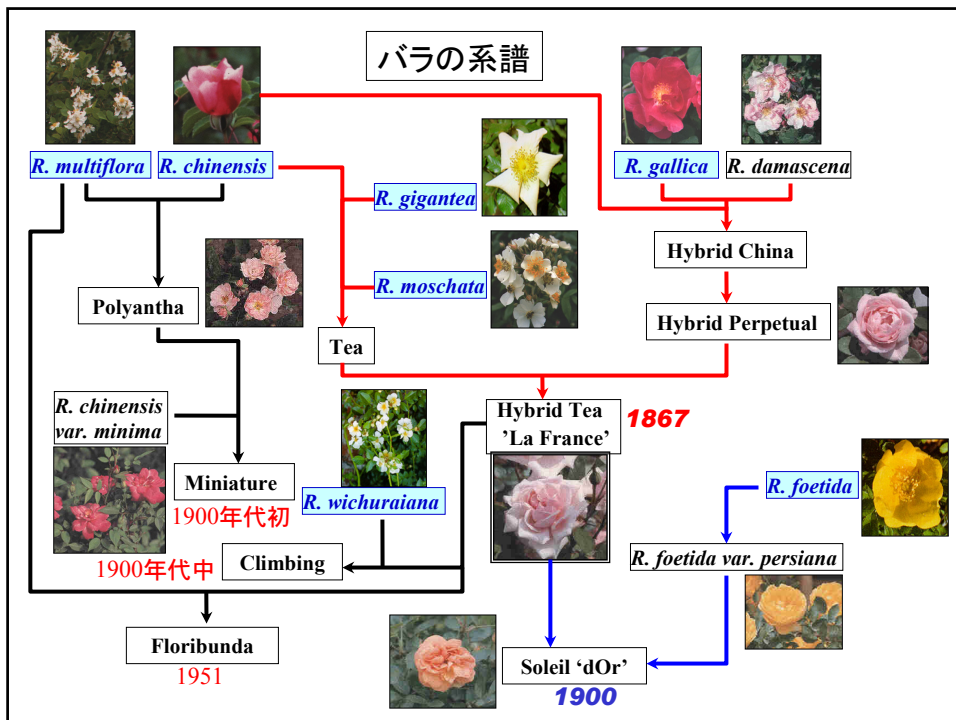 バラの系譜
R. multiflora
R. chinensis
R. gallica
R. damascena
R. gigantea
Hybrid China
R. moschata
Polyantha
Hybrid Perpetual
Tea
R. chinensis
var. minima
Hybrid Tea
’La France’
1867
Miniature
1900年代初
R. wichuraiana
R. foetida
1900年代中
Climbing
R. foetida var. persiana
Floribunda
1951
Soleil ‘dOr’
1900